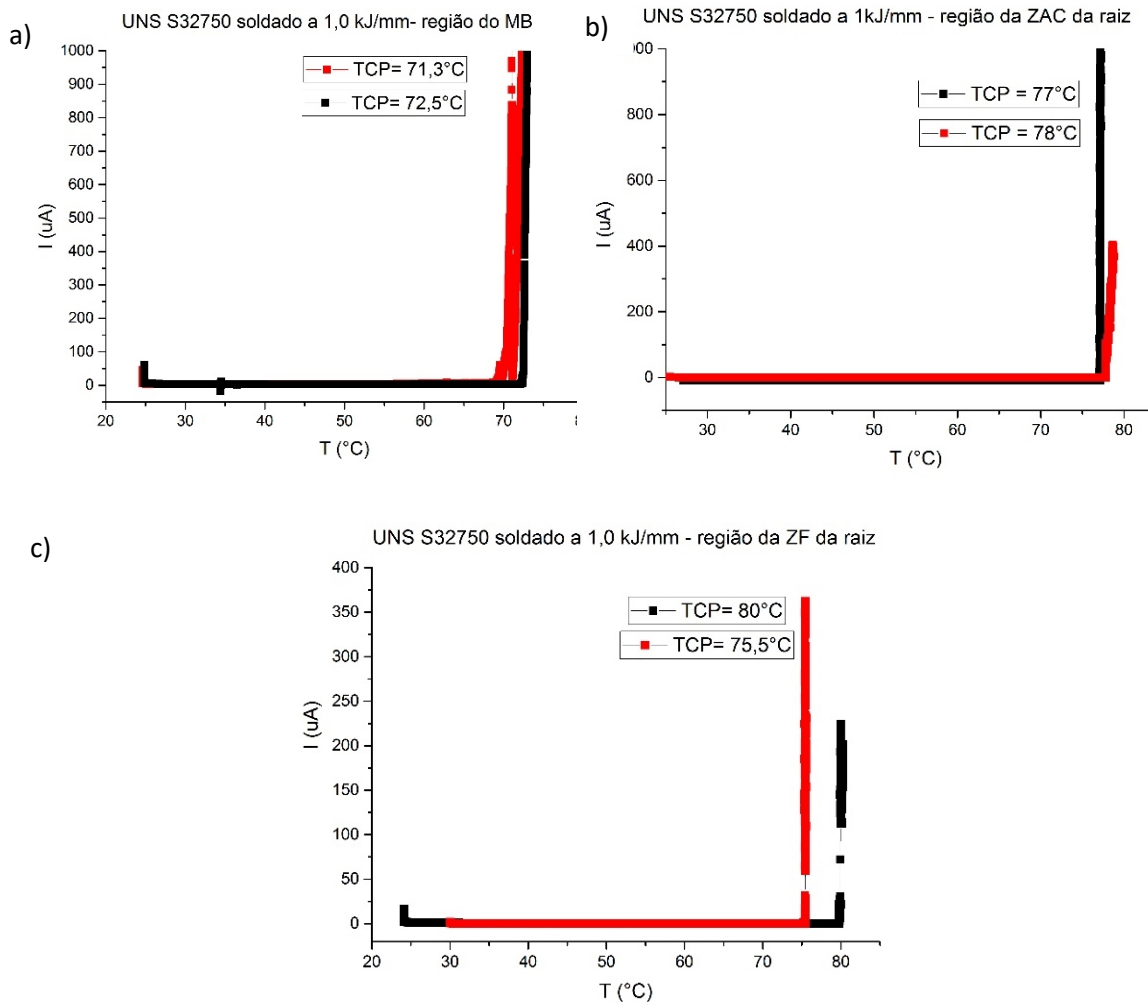 a)
UNS S32750 soldado a 1,0 kJ/mm- região do MB
TCP= 71,3°C
TCP= 72,5°C
1000
900
800
700
600
500
400
300
200
100
0
I (uA)
20
30
40
50
60
70
T (°C)
b)
UNS S32750 soldado a 1kJ/mm - região da ZAC da raiz
TCP = 77°C
TCP = 78°C
800
600
400
200
0
I (uA)
30
40
50
60
70
80
T (°C)
c)
UNS S32750 soldado a 1,0 kJ/mm - região da ZF da raiz
TCP= 80°C
TCP= 75,5°C
400
350
300
250
200
150
100
50
0
I (uA)
20
30
40
50
60
70
80
T (°C)